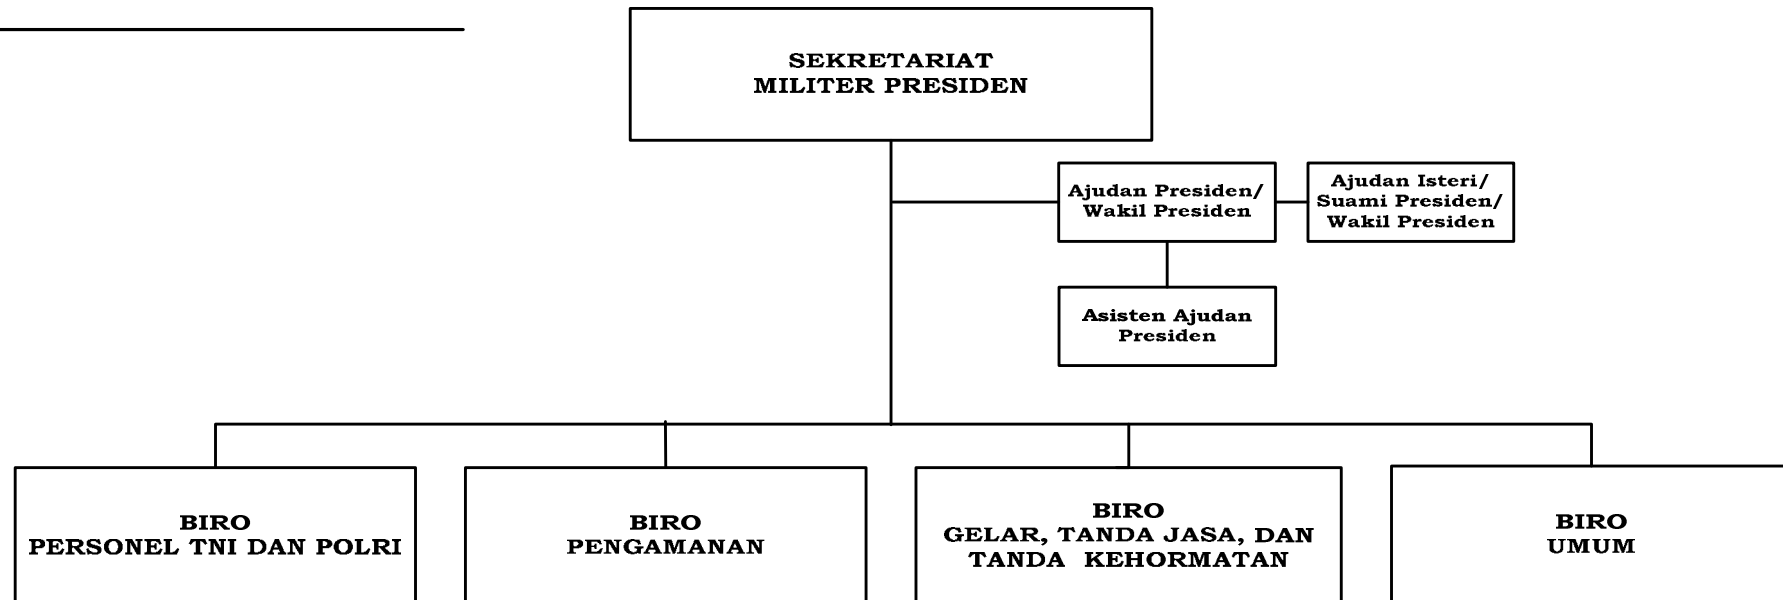 SEKRETARIAT
MILITER PRESIDEN
Ajudan Presiden/
Wakil Presiden
Ajudan Isteri/
Suami Presiden/
Wakil Presiden
Asisten Ajudan
Presiden
BIRO
PERSONEL TNI DAN POLRI
BIRO
PENGAMANAN
BIRO
GELAR, TANDA JASA, DAN
TANDA KEHORMATAN
BIRO
UMUM